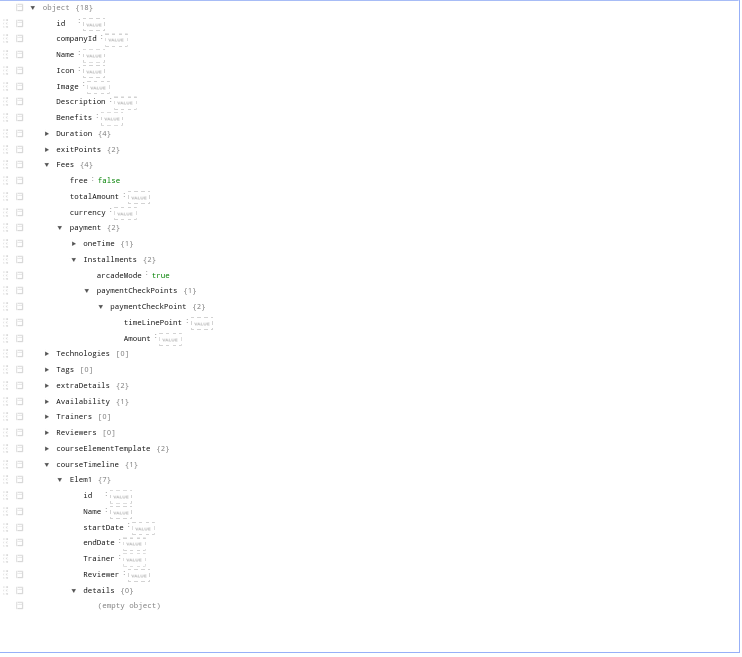 object {18}
id : VALUE
companyId : VALUE
Name : VALUE
Icon : VALUE
Image : VALUE
Description : VALUE
Benefits : VALUE
Duration {4}
exitPoints {2}
Fees {4}
free : false
totalAmount : VALUE
currency : VALUE
payment {2}
oneTime {1}
Installments {2}
arcadeMode : true
paymentCheckPoints {1}
paymentCheckPoint {2}
timeLinePoint : VALUE
Amount : VALUE
Technologies [0]
Tags [0]
extraDetails {2}
Availability {1}
Trainers [0]
Reviewers [0]
courseElementTemplate {2}
courseTimeline {1}
Elem1 {7}
id : VALUE
Name : VALUE
startDate : VALUE
endDate : VALUE
Trainer : VALUE
Reviewer : VALUE
details {0}
(empty object)